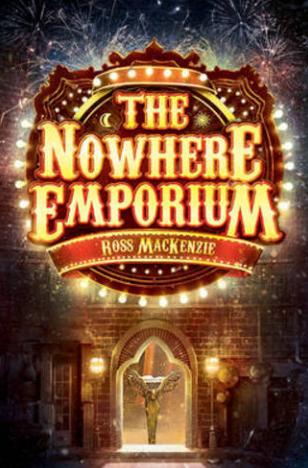 THE
NOWHERE
EMPORIUM
ROSS MACKENZIE